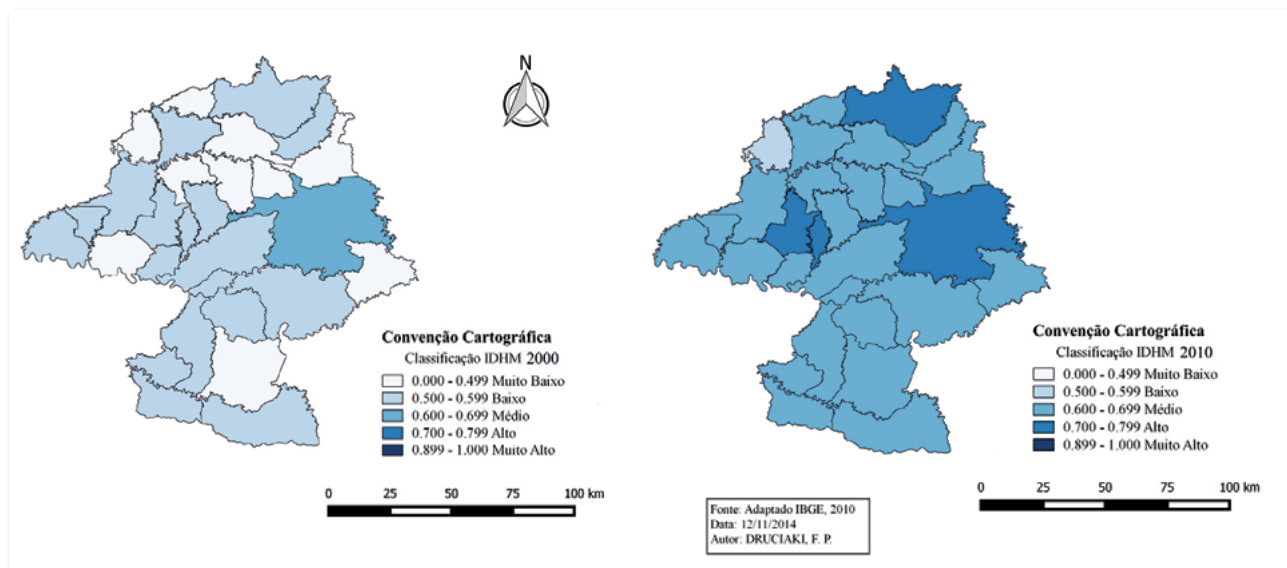 N
Convenção Cartográfica
Classificação IDHM 2000
0.000 - 0.499 Muito Baixo
0.500 - 0.599 Baixo
0.600 - 0.699 Médio
0.700 - 0.799 Alto
0.899 - 1.000 Muito Alto
0 25 50 75 100 km
Convenção Cartográfica
Classificação IDHM 2010
0.000 - 0.499 Muito Baixo
0.500 - 0.599 Baixo
0.600 - 0.699 Médio
0.700 - 0.799 Alto
0.899 - 1.000 Muito Alto
0 25 50 75 100 km
Fonte: Adaptado IBGE, 2010
Data: 12/11/2014
Autor: DRUCIAKI, F. P.